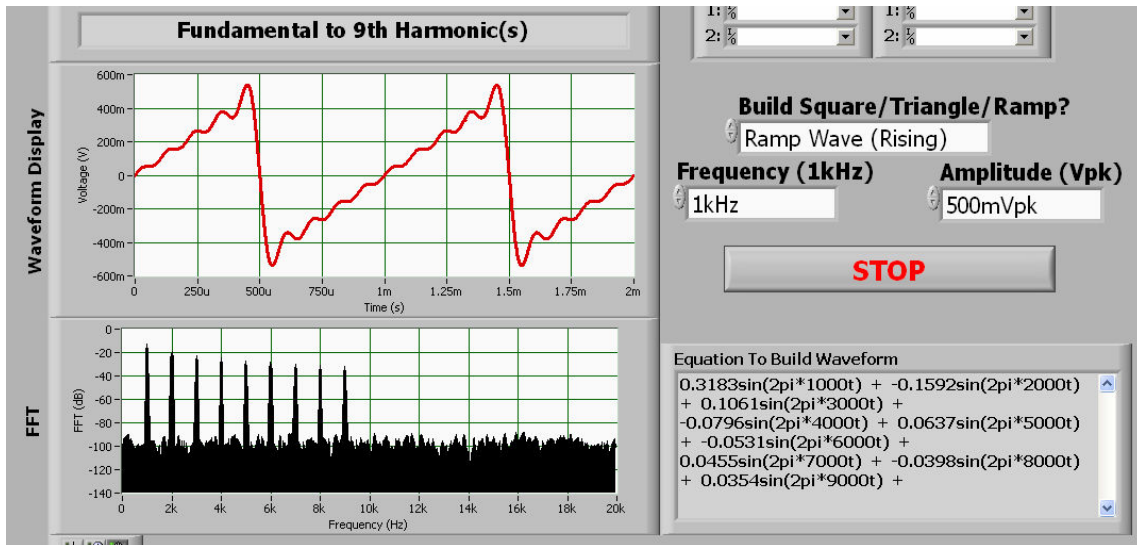 Fundamental to 9th Harmonic(s)
1:
1:
2:
2:
Waveform Display
Voltage (V)
600m
400m
200m
0
-200m
-400m
-600m
0
250u
500u
750u
1m
1.25m
1.5m
1.75m
2m
Time (s)
Build Square/Triangle/Ramp?
Ramp Wave (Rising)
Frequency (1kHz)
Amplitude (Vpk)
1kHz
500mVpk
STOP
FFT
FFT (dB)
0
-20
-40
-60
-80
-100
-120
-140
0
2k
4k
6k
8k
10k
12k
14k
16k
18k
20k
Frequency (Hz)
Equation To Build Waveform
0.3183sin(2pi*1000t) + -0.1592sin(2pi*2000t)
+ 0.1061sin(2pi*3000t) +
-0.0796sin(2pi*4000t) + 0.0637sin(2pi*5000t)
+ -0.0531sin(2pi*6000t) +
0.0455sin(2pi*7000t) + -0.0398sin(2pi*8000t)
+ 0.0354sin(2pi*9000t) +